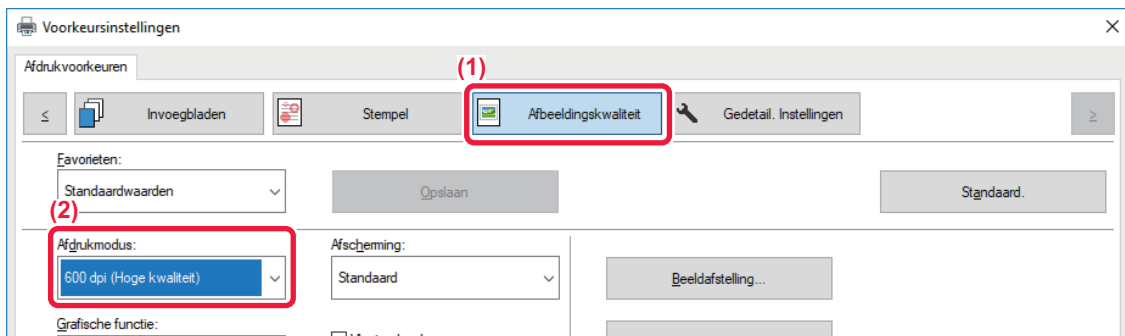 Voorkeursinstellingen
Afdrukvoorkeuren
(1)
< Invoegbladen Stempel Afbeeldingskwaliteit Gedetail. Instellingen >
Favorieten:
Standaardwaarden Opslaan Standaard.
(2)
Afdrukmodus: Afscherming:
600 dpi (Hoge kwaliteit) Standaard Beeldafstelling...
Grafische functie: